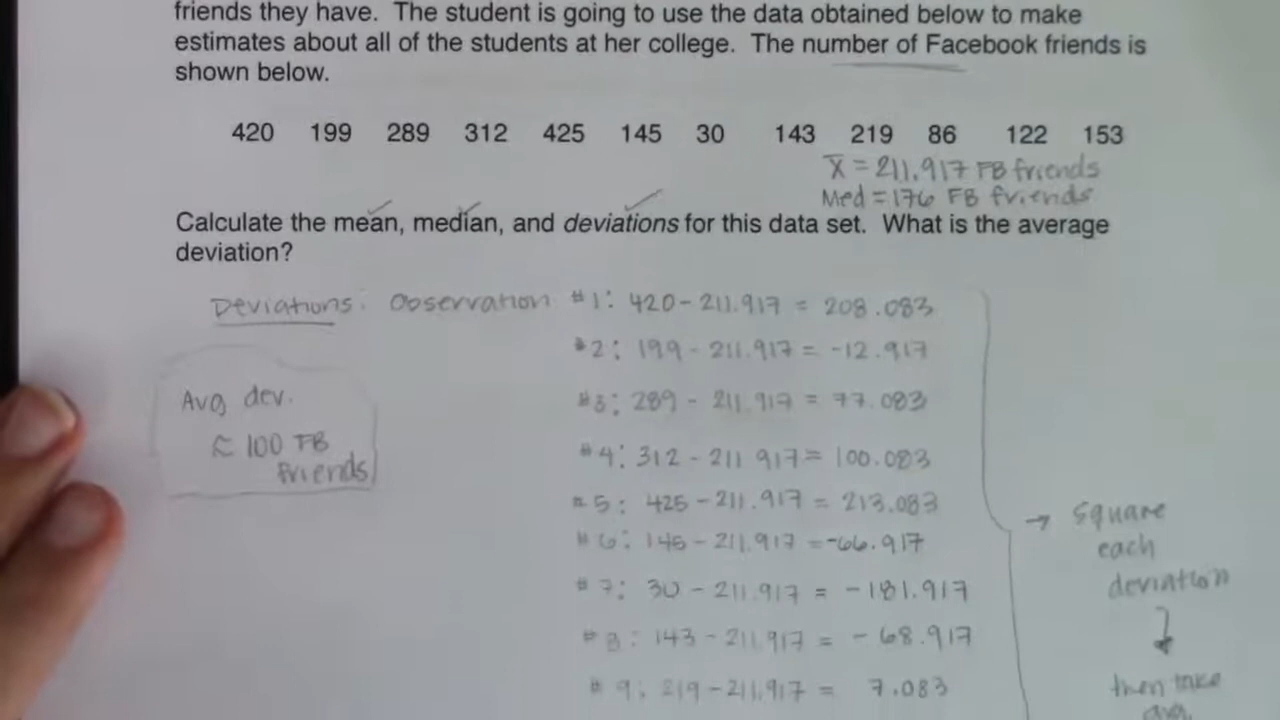 friends they have. The student is going to use the data obtained below to make
estimates about all of the students at her college. The number of Facebook friends is
shown below.
420 199 289 312 425 145 30 143 219 86 122 153
X̄ = 211.917 FB friends
Med = 176 FB friends
Calculate the mean, median, and deviations for this data set. What is the average
deviation?
Deviations: Observation #1: 420 - 211.917 = 208.083
#2: 199 - 211.917 = -12.917
#3: 289 - 211.917 = 77.083
#4: 312 - 211.917 = 100.083
#5: 425 - 211.917 = 213.083
#6: 145 - 211.917 = -66.917
#7: 30 - 211.917 = -181.917
#8: 143 - 211.917 = -68.917
#9: 219 - 211.917 = 7.083
Avg dev.
≈ 100 FB
friends
→ square
each
deviation
↓
then take
avg.